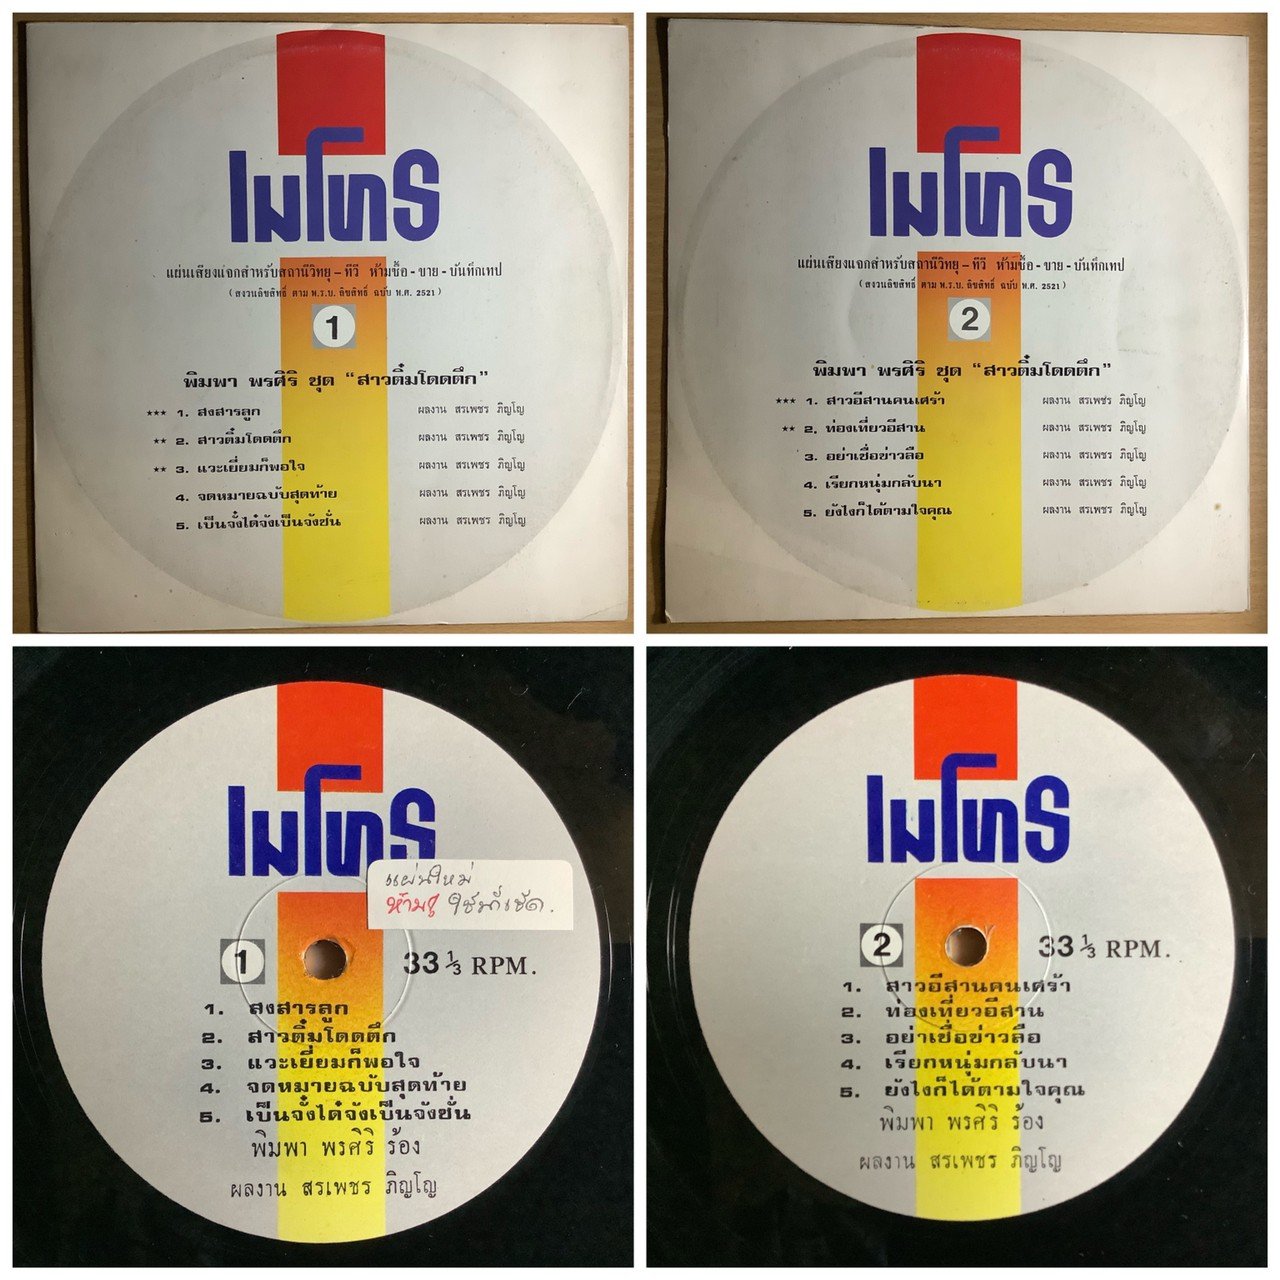 ไมโทร
แผ่นเสียงแจกสำหรับสถานีวิทยุ - ทีวี ห้ามซื้อ - ขาย - บันทึกเทป
( สงวนลิขสิทธิ์ ตาม พ.ร.บ. ลิขสิทธิ์ ฉบับ พ.ศ. 2521 )
1
พิมพา พรศิริ ชุด “สาวติ๋มโดดตึก”
*** 1. สงสารลูก ผลงาน สรเพชร ภิญโญ
** 2. สาวติ๋มโดดตึก ผลงาน สรเพชร ภิญโญ
** 3. แวะเยี่ยมก็พอใจ ผลงาน สรเพชร ภิญโญ
4. จดหมายฉบับสุดท้าย ผลงาน สรเพชร ภิญโญ
5. เบิ่นจั๋งได๋จังเบิ่นจังซั่น ผลงาน สรเพชร ภิญโญ
ไมโทร
แผ่นเสียงแจกสำหรับสถานีวิทยุ - ทีวี ห้ามซื้อ - ขาย - บันทึกเทป
( สงวนลิขสิทธิ์ ตาม พ.ร.บ. ลิขสิทธิ์ ฉบับ พ.ศ. 2521 )
2
พิมพา พรศิริ ชุด “สาวติ๋มโดดตึก”
*** 1. สาวอีสานคนเศร้า ผลงาน สรเพชร ภิญโญ
** 2. ท่องเที่ยวอีสาน ผลงาน สรเพชร ภิญโญ
3. อย่าเชื่อข่าวลือ ผลงาน สรเพชร ภิญโญ
4. เรียกหนุ่มกลับนา ผลงาน สรเพชร ภิญโญ
5. ยังไงก็ได้ตามใจคุณ ผลงาน สรเพชร ภิญโญ
ไมโทร
แผ่นใหม่
ห้าม
1 33 1/3 RPM.
1. สงสารลูก
2. สาวติ๋มโดดตึก
3. แวะเยี่ยมก็พอใจ
4. จดหมายฉบับสุดท้าย
5. เบิ่นจั๋งได๋จังเบิ่นจังซั่น
พิมพา พรศิริ ร้อง
ผลงาน สรเพชร ภิญโญ
ไมโทร
2 33 1/3 RPM.
1. สาวอีสานคนเศร้า
2. ท่องเที่ยวอีสาน
3. อย่าเชื่อข่าวลือ
4. เรียกหนุ่มกลับนา
5. ยังไงก็ได้ตามใจคุณ
พิมพา พรศิริ ร้อง
ผลงาน สรเพชร ภิญโญ